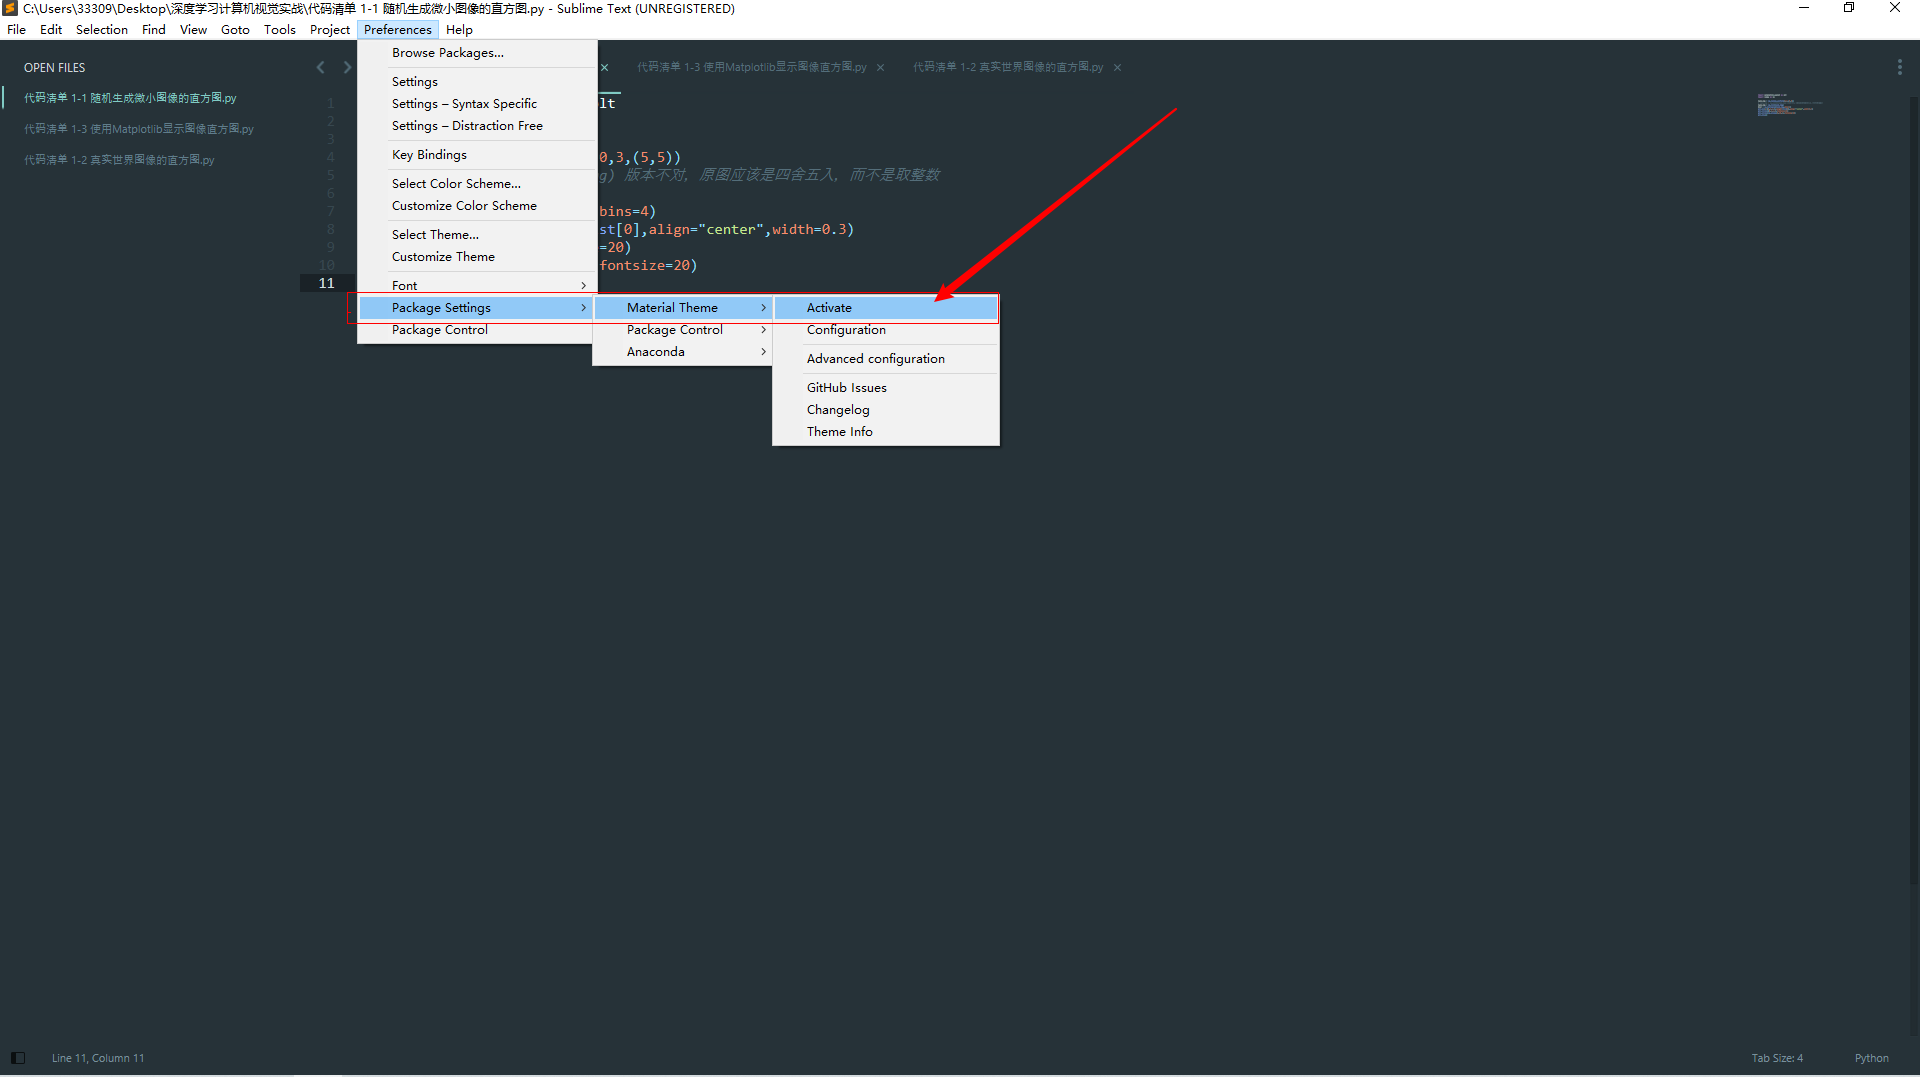 C:\Users\33309\Desktop\深度学习计算机视觉实战\代码清单 1-1 随机生成微小图像的直方图.py - Sublime Text (UNREGISTERED)
File Edit Selection Find View Goto Tools Project Preferences Help
OPEN FILES
代码清单 1-1 随机生成微小图像的直方图.py
代码清单 1-3 使用Matplotlib显示图像直方图.py
代码清单 1-2 真实世界图像的直方图.py
代码清单 1-3 使用Matplotlib显示图像直方图.py
代码清单 1-2 真实世界图像的直方图.py
Browse Packages...
Settings
Settings – Syntax Specific
Settings – Distraction Free
Key Bindings
Select Color Scheme...
Customize Color Scheme
Select Theme...
Customize Theme
Font
Package Settings
Package Control
Material Theme
Package Control
Anaconda
Activate
Configuration
Advanced configuration
GitHub Issues
Changelog
Theme Info
1 lt
2
3
4 0,3,(5,5))
5 g) 版本不对, 原图应该是四舍五入, 而不是取整数
6
7 bins=4)
8 st[0],align="center",width=0.3)
9 =20)
10 fontsize=20)
11
Line 11, Column 11
Tab Size: 4
Python